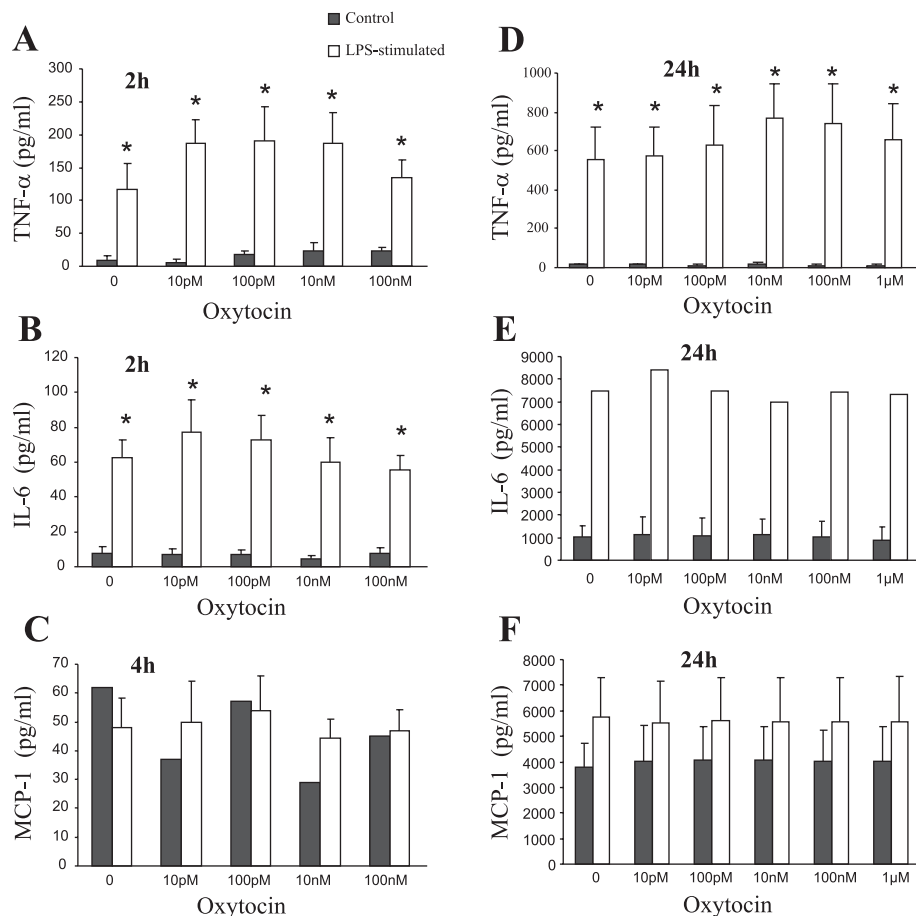 Control
LPS-stimulated
A
2h
*
*
*
*
*
300
250
200
150
100
50
0
TNF-α (pg/ml)
0 10pM 100pM 10nM 100nM
Oxytocin
D
24h
*
*
*
*
*
*
1000
800
600
400
200
0
TNF-α (pg/ml)
0 10pM 100pM 10nM 100nM 1µM
Oxytocin
B
2h
*
*
*
*
*
120
100
80
60
40
20
0
IL-6 (pg/ml)
0 10pM 100pM 10nM 100nM
Oxytocin
E
24h
9000
8000
7000
6000
5000
4000
3000
2000
1000
0
IL-6 (pg/ml)
0 10pM 100pM 10nM 100nM 1µM
Oxytocin
C
4h
70
60
50
40
30
20
10
0
MCP-1 (pg/ml)
0 10pM 100pM 10nM 100nM
Oxytocin
F
24h
8000
7000
6000
5000
4000
3000
2000
1000
0
MCP-1 (pg/ml)
0 10pM 100pM 10nM 100nM 1µM
Oxytocin